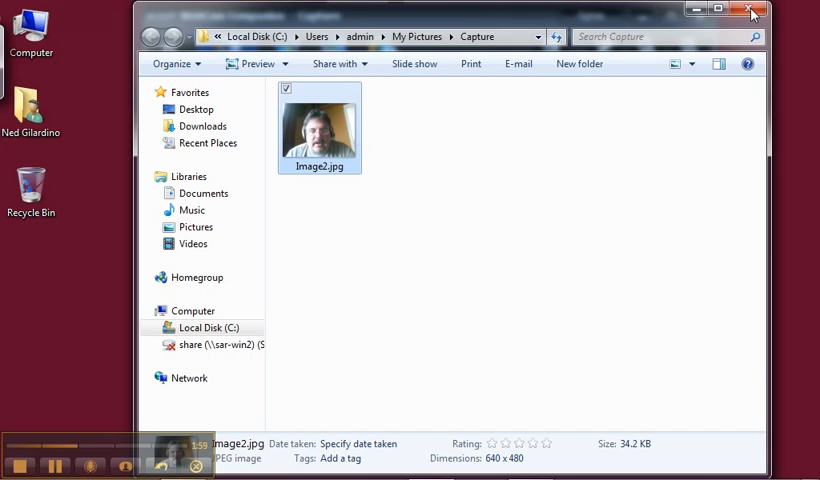 Computer
Ned Gilardino
Recycle Bin
« Local Disk (C:) Users admin My Pictures Capture
Search Capture
Organize Preview Share with Slide show Print E-mail New folder
Favorites
Desktop
Downloads
Recent Places
Libraries
Documents
Music
Pictures
Videos
Homegroup
Computer
Local Disk (C:)
share (\\sar-win2) (S
Network
Image2.jpg
1:59
Image2.jpg Date taken: Specify date taken Rating: Size: 34.2 KB
PEG image Tags: Add a tag Dimensions: 640 x 480